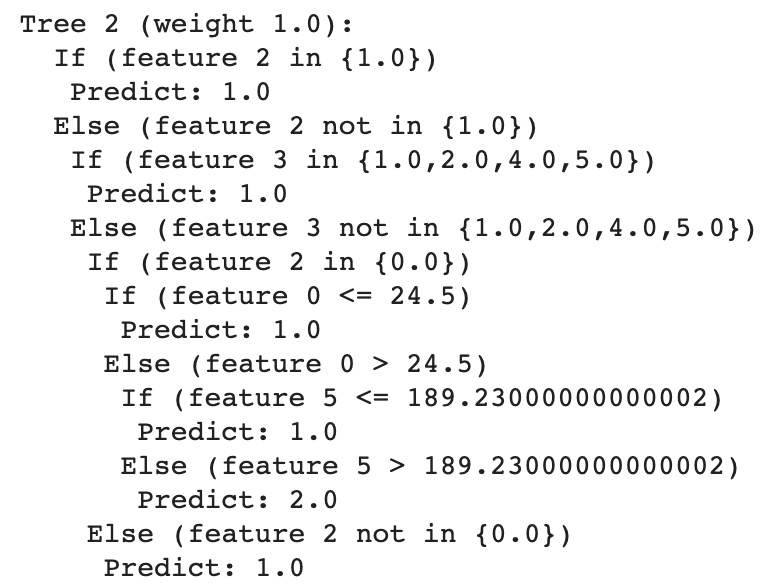 Tree 2 (weight 1.0):
  If (feature 2 in {1.0})
   Predict: 1.0
  Else (feature 2 not in {1.0})
   If (feature 3 in {1.0,2.0,4.0,5.0})
    Predict: 1.0
   Else (feature 3 not in {1.0,2.0,4.0,5.0})
    If (feature 2 in {0.0})
     If (feature 0 <= 24.5)
      Predict: 1.0
     Else (feature 0 > 24.5)
      If (feature 5 <= 189.23000000000002)
       Predict: 1.0
      Else (feature 5 > 189.23000000000002)
       Predict: 2.0
    Else (feature 2 not in {0.0})
     Predict: 1.0